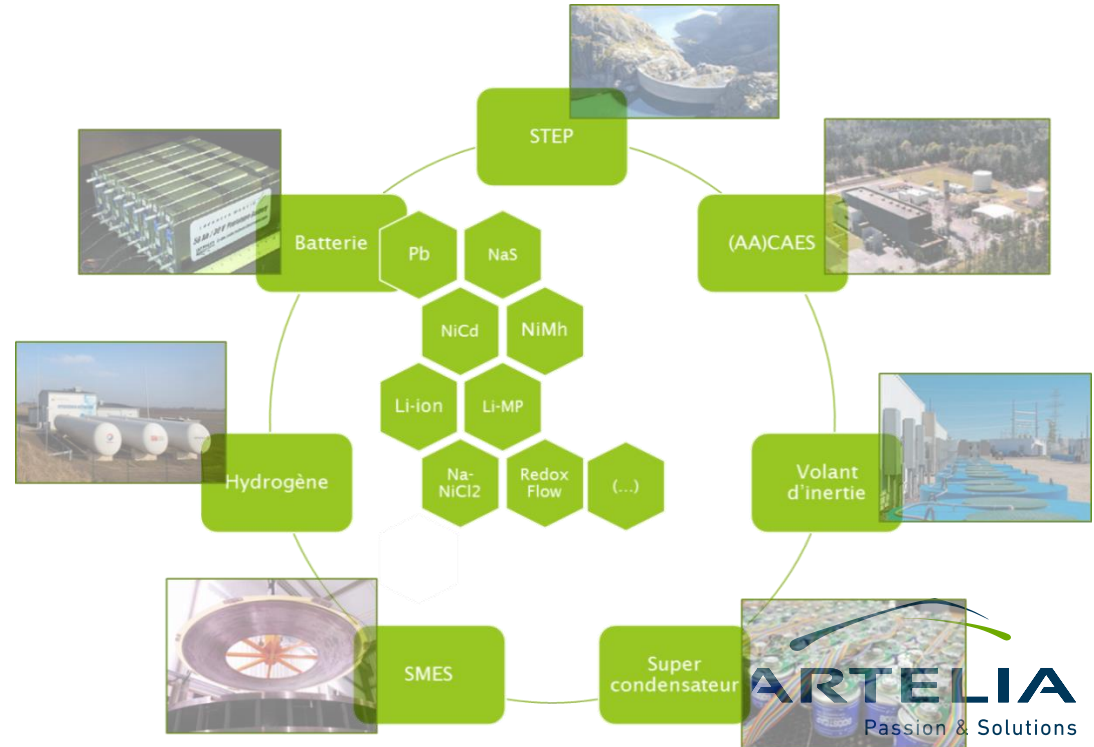 STEP
(AA)CAES
Volant
d'inertie
Super
condensateur
SMES
Hydrogène
Batterie
Pb
NaS
NiCd
NiMh
Li-ion
Li-MP
Na-
NiCl2
Redox
Flow
(...)
ARTELIA
Passion & Solutions